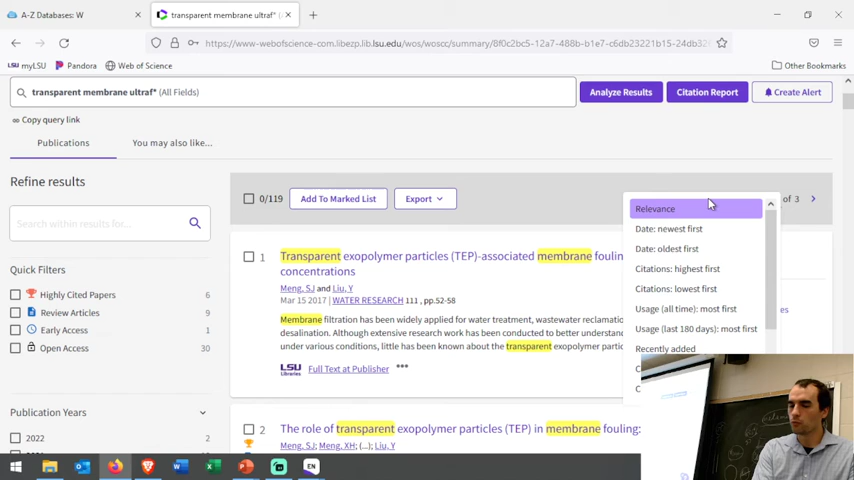 A-Z Databases: W
transparent membrane ultraf* (
https://www-webofscience-com.libezp.lib.lsu.edu/wos/woscc/summary/8f0c2bc5-12a7-488b-b1e7-c6db23221b15-24db32
myLSU
Pandora
Web of Science
Other Bookmarks
transparent membrane ultraf* (All Fields)
Analyze Results
Citation Report
Create Alert
Copy query link
Publications
You may also like...
Refine results
0/119
Add To Marked List
Export
of 3
Relevance
Date: newest first
Date: oldest first
Citations: highest first
Citations: lowest first
Usage (all time): most first
Usage (last 180 days): most first
Recently added
Search within results for...
Quick Filters
Highly Cited Papers 6
Review Articles 9
Early Access 1
Open Access 30
Publication Years
2022 2
1
Transparent exopolymer particles (TEP)-associated membrane foulin
concentrations
Meng, SJ and Liu, Y
Mar 15 2017 | WATER RESEARCH 111 , pp.52-58
Membrane filtration has been widely applied for water treatment, wastewater reclamatio
desalination. Although extensive research work has been conducted to better understan
under various conditions, little has been known about the transparent exopolymer partic
LSU Libraries
Full Text at Publisher
2
The role of transparent exopolymer particles (TEP) in membrane fouling:
Meng, SJ; Meng, XH; (...); Liu, Y
EN